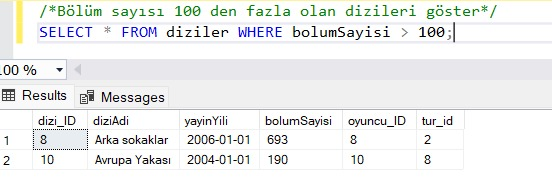 /*Bölüm sayısı 100 den fazla olan dizileri göster*/
SELECT * FROM diziler WHERE bolumSayisi > 100;
00 %
Results Messages
dizi_ID diziAdi yayinYili bolumSayisi oyuncu_ID tur_id
1 8 Arka sokaklar 2006-01-01 693 8 2
2 10 Avrupa Yakası 2004-01-01 190 10 8